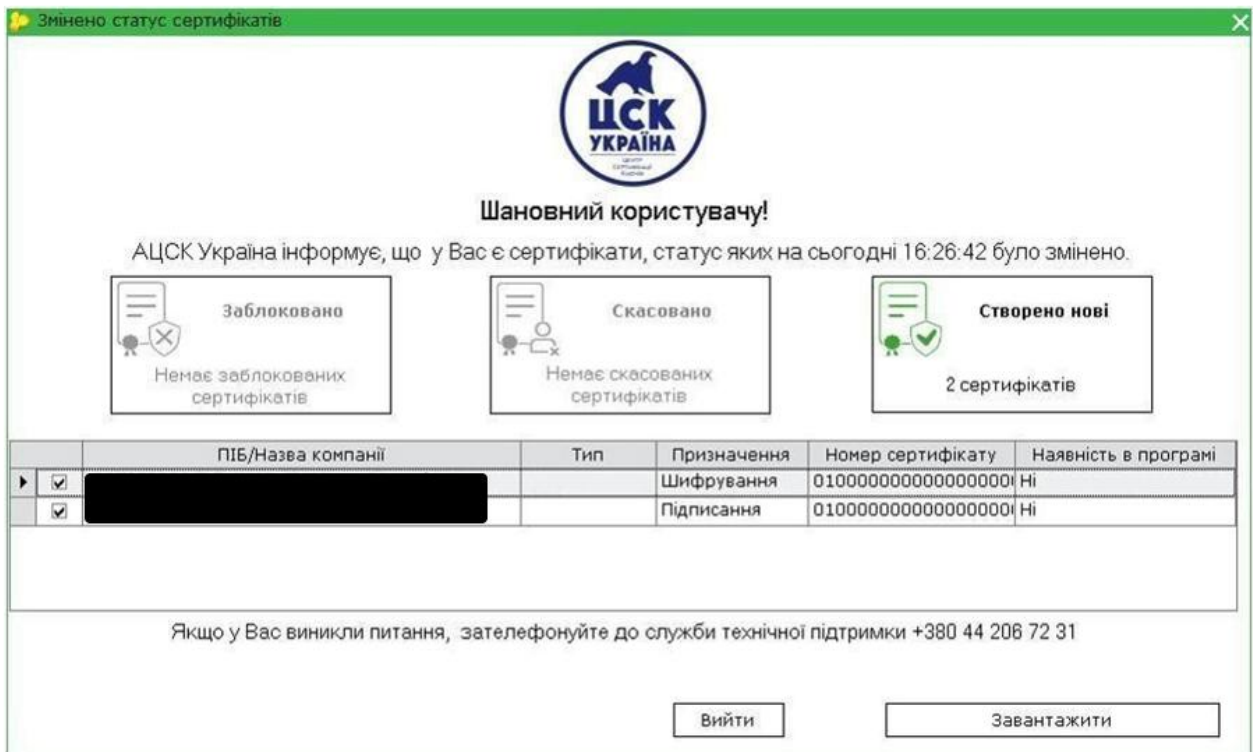 Змінено статус сертифікатів
ЦСК
УКРАЇНА
ЦЕНТР
СЕРТИФІКАЦІЇ
КЛЮЧІВ
Шановний користувачу!
АЦСК Україна інформує, що у Вас є сертифікати, статус яких на сьогодні 16:26:42 було змінено.
Заблоковано
Немає заблокованих
сертифікатів
Скасовано
Немає скасованих
сертифікатів
Створено нові
2 сертифікатів
ПІБ/Назва компанії Тип Призначення Номер сертифікату Наявність в програмі
Шифрування 010000000000000000 Ні
Підписання 010000000000000000 Ні
Якщо у Вас виникли питання, зателефонуйте до служби технічної підтримки +380 44 206 72 31
Вийти Завантажити